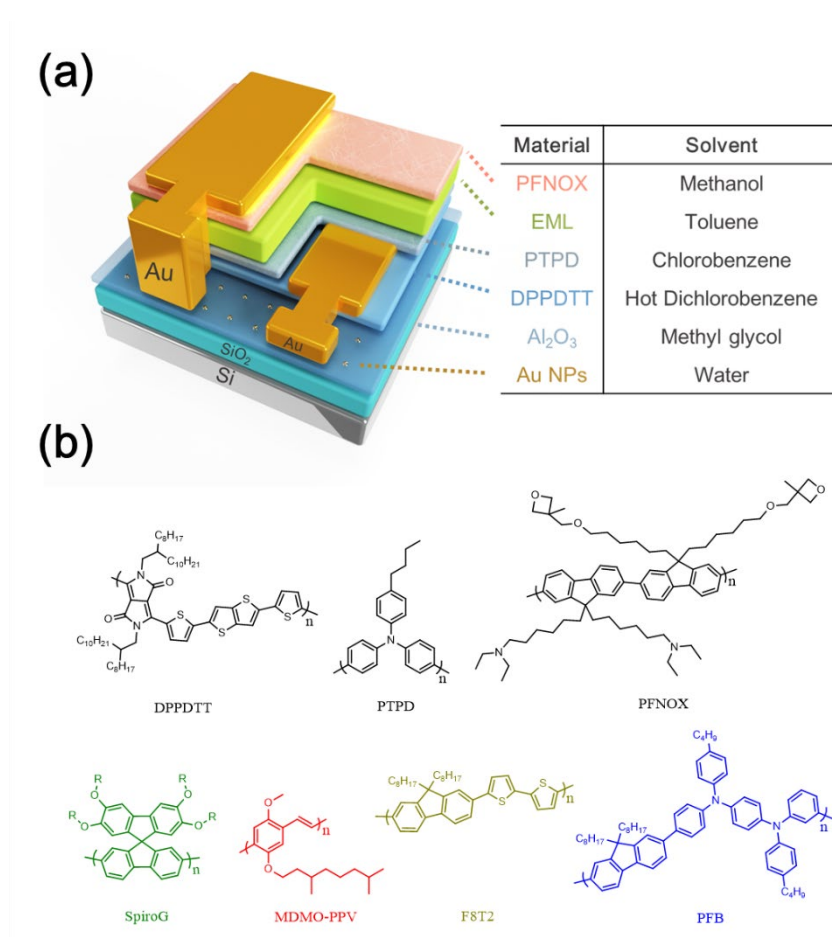 (a)
Au
Au
SiO₂
Si
Material Solvent
PFNOX Methanol
EML Toluene
PTPD Chlorobenzene
DPPDTT Hot Dichlorobenzene
Al₂O₃ Methyl glycol
Au NPs Water
(b)
C₈H₁₇
C₁₀H₂₁
N
O
O
N
S
S
S
S
n
C₁₀H₂₁
C₈H₁₇
DPPDTT
N
n
PTPD
O
O
O
O
n
N
N
PFNOX
R
R
O
O
R
O
O
R
n
SpiroG
O
n
O
MDMO-PPV
C₈H₁₇
C₈H₁₇
S
S
n
F8T2
C₄H₉
N
N
n
C₈H₁₇
C₈H₁₇
C₄H₉
PFB